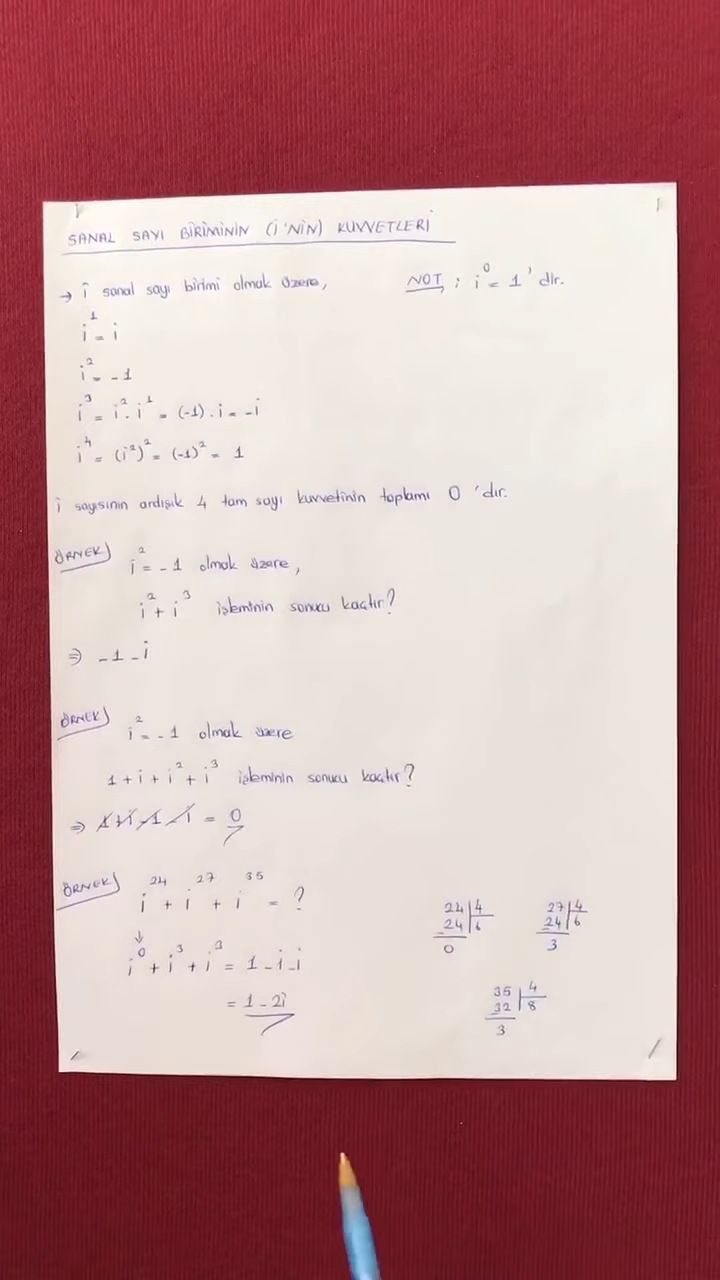 SANAL SAYI BİRİMİNİN (İ'NİN) KUVVETLERİ
→ i sanal sayı birimi olmak üzere,
NOT : i⁰ = 1' dir.
i¹ = i
i² = -1
i³ = i² . i¹ = (-1) . i = -i
i⁴ = (i²)² = (-1)² = 1
i sayısının ardışık 4 tam sayı kuvvetinin toplamı 0 'dır.
ÖRNEK) i² = -1 olmak üzere,
i² + i³ işleminin sonucu kaçtır?
⇒ -1 - i
ÖRNEK) i² = -1 olmak üzere
1 + i + i² + i³ işleminin sonucu kaçtır?
⇒ 1 + i - 1 - i = 0
ÖRNEK) i²⁴ + i²⁷ + i³⁵ = ?
↓
i⁰ + i³ + i³ = 1 - i - i
= 1 - 2i
24 | 4
- 24 | 6
0
27 | 4
- 24 | 6
3
35 | 4
- 32 | 8
3